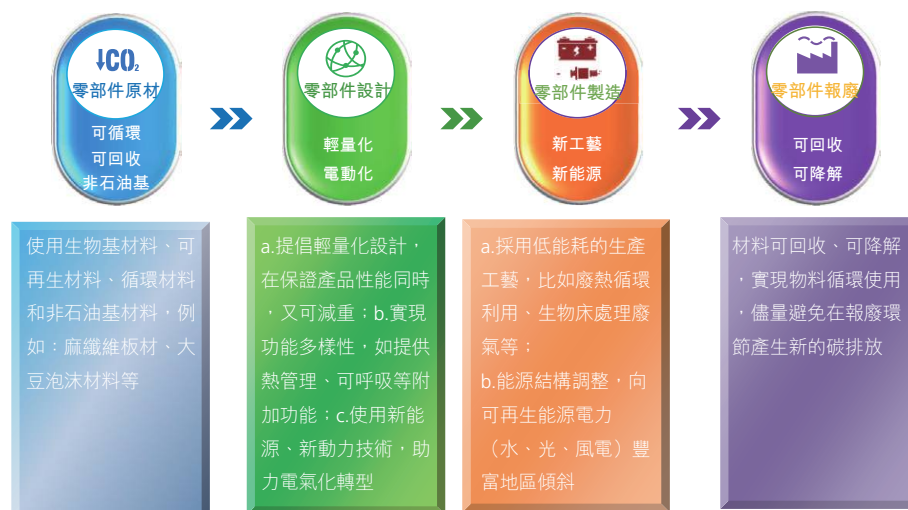 ↓CO₂
零部件原材
可循環
可回收
非石油基
零部件設計
輕量化
電動化
零部件製造
新工藝
新能源
零部件報廢
可回收
可降解
使用生物基材料、可
再生材料、循環材料
和非石油基材料，例
如：麻纖維板材、大
豆泡沫材料等
a.提倡輕量化設計，
在保證產品性能同時
，又可減重；b.實現
功能多樣性，如提供
熱管理、可呼吸等附
加功能；c.使用新能
源、新動力技術，助
力電氣化轉型
a.採用低能耗的生產
工藝，比如廢熱循環
利用、生物床處理廢
氣等；
b.能源結構調整，向
可再生能源電力
（水、光、風電）豐
富地區傾斜
材料可回收、可降解
，實現物料循環使用
，儘量避免在報廢環
節產生新的碳排放